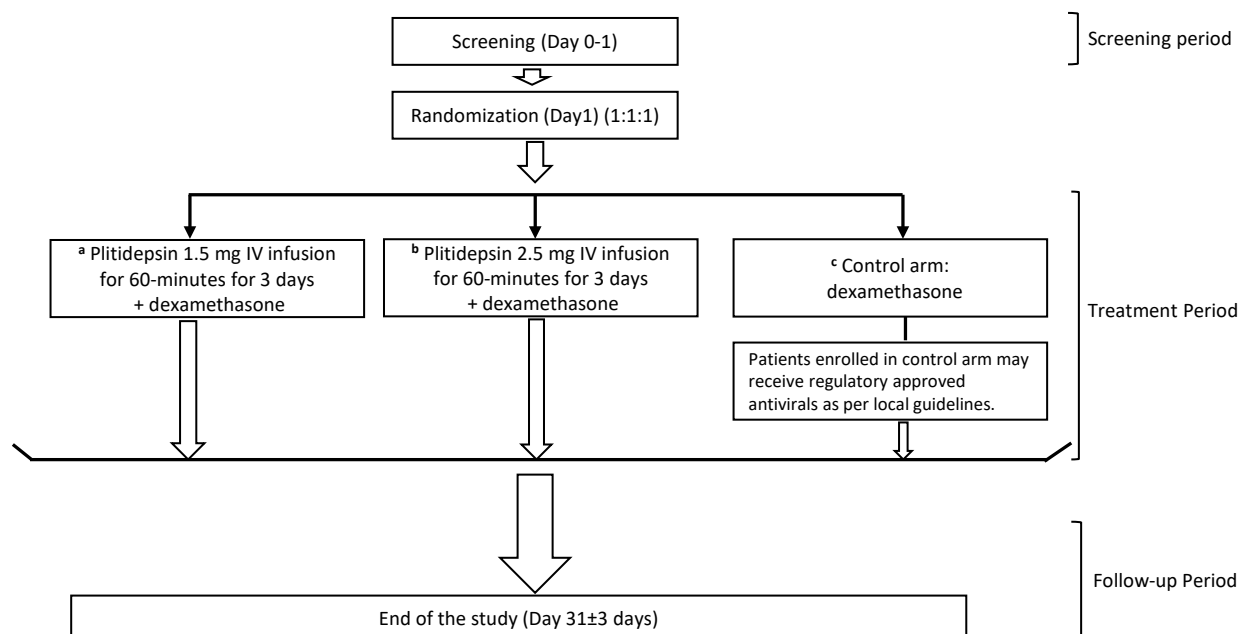 Screening (Day 0-1)
Screening period
Randomization (Day1) (1:1:1)
ᵃ Plitidepsin 1.5 mg IV infusion
for 60-minutes for 3 days
+ dexamethasone
ᵇ Plitidepsin 2.5 mg IV infusion
for 60-minutes for 3 days
+ dexamethasone
ᶜ Control arm:
dexamethasone
Treatment Period
Patients enrolled in control arm may
receive regulatory approved
antivirals as per local guidelines.
Follow-up Period
End of the study (Day 31±3 days)